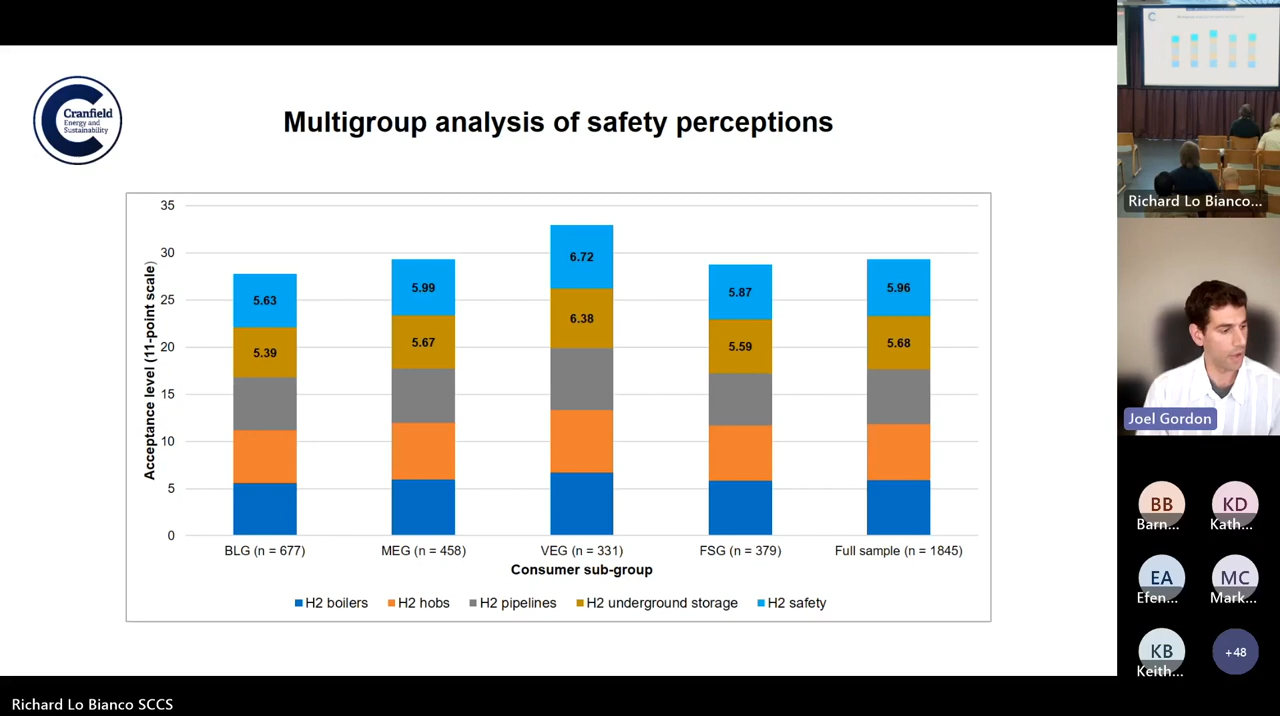 Cranfield
Energy and
Sustainability
Multigroup analysis of safety perceptions
Acceptance level (11-point scale)
35
30
25
20
15
10
5
0
5.63
5.39
5.99
5.67
6.72
6.38
5.87
5.59
5.96
5.68
BLG (n = 677)
MEG (n = 458)
VEG (n = 331)
FSG (n = 379)
Full sample (n = 1845)
Consumer sub-group
H2 boilers
H2 hobs
H2 pipelines
H2 underground storage
H2 safety
Richard Lo Bianco...
Joel Gordon
BB
Barn...
KD
Kath...
EA
Efen...
MC
Mark...
KB
Keith...
+48
Richard Lo Bianco SCCS